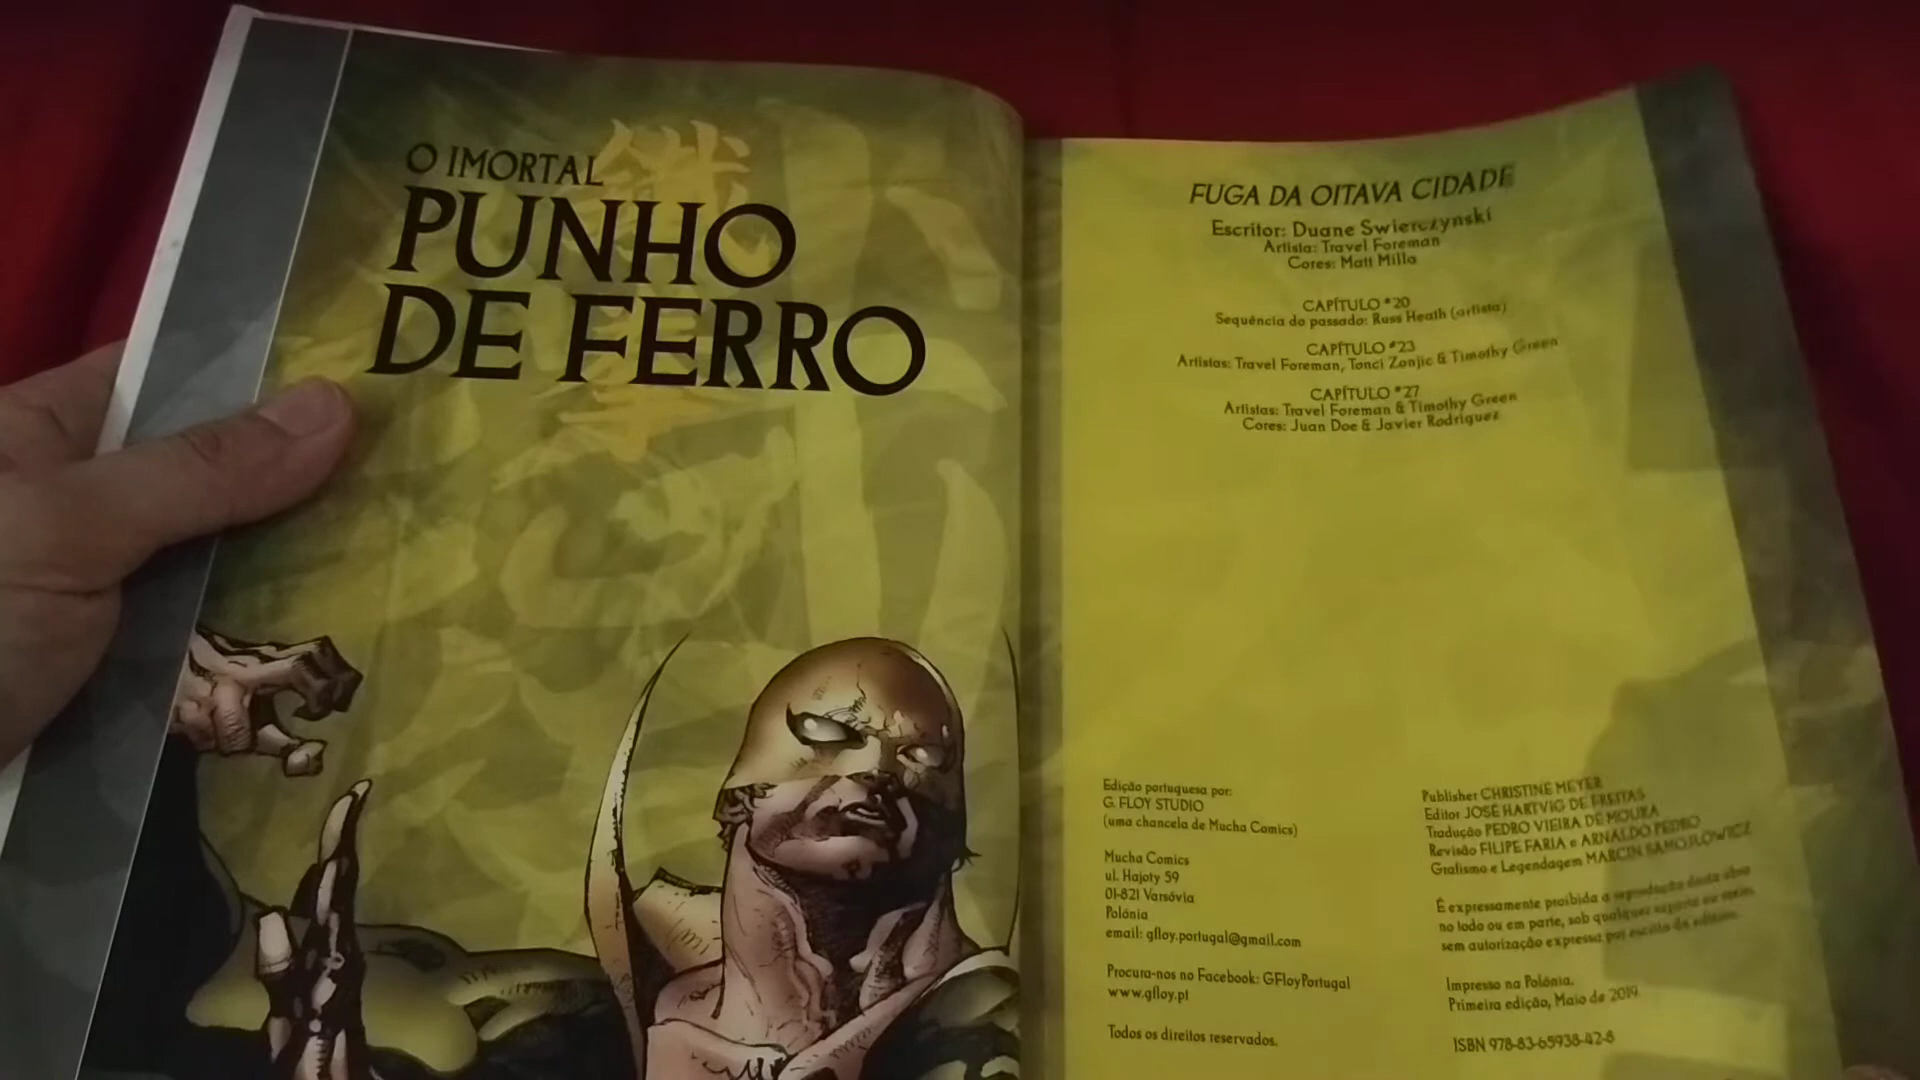 O IMORTAL
PUNHO
DE FERRO
鐵
拳
FUGA DA OITAVA CIDADE
Escritor: Duane Swierczynski
Artista: Travel Foreman
Cores: Matt Milla
CAPÍTULO #20
Sequência do passado: Russ Heath (artista)
CAPÍTULO #23
Artistas: Travel Foreman, Tonci Zonjic & Timothy Green
CAPÍTULO #27
Artistas: Travel Foreman & Timothy Green
Cores: Juan Doe & Javier Rodriguez
Edição portuguesa por:
G. FLOY STUDIO
(uma chancela de Mucha Comics)
Mucha Comics
ul. Hajoty 59
01-821 Varsóvia
Polónia
email: gfloy.portugal@gmail.com
Procura-nos no Facebook: GFloyPortugal
www.gfloy.pt
Todos os direitos reservados.
Publisher CHRISTINE MEYER
Editor JOSÉ HARTVIG DE FREITAS
Tradução PEDRO VIEIRA DE MOURA
Revisão FILIPE FARIA e ARNALDO PEDRO
Grafismo e Legendagem MARCIN SAMOJLOWICZ
É expressamente proibida a reprodução desta obra
no todo ou em parte, sob qualquer suporte ou meio,
sem autorização expressa por escrito do editor.
Impresso na Polónia.
Primeira edição, Maio de 2019
ISBN 978-83-65938-42-8